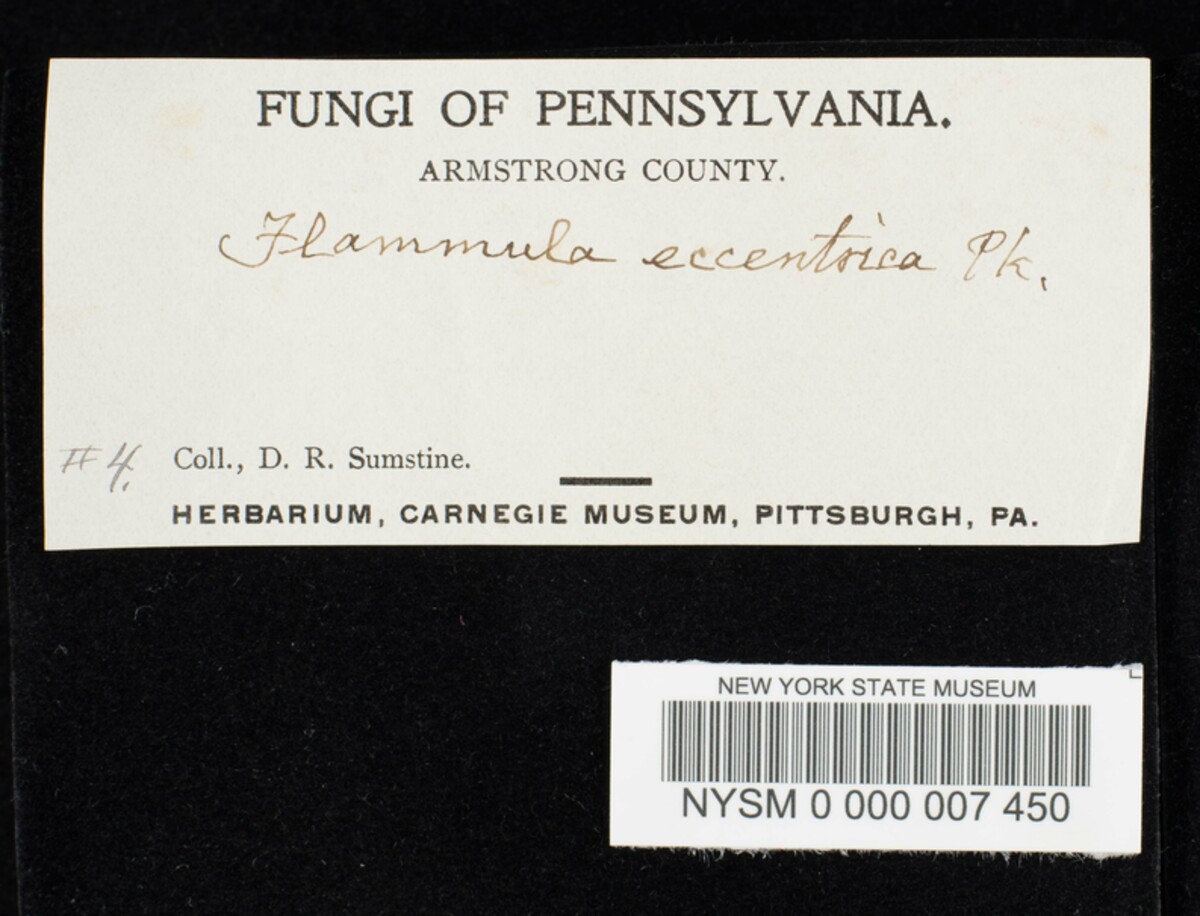 FUNGI OF PENNSYLVANIA.
ARMSTRONG COUNTY.
Flammula eccentrica Pk.
#4. Coll., D. R. Sumstine.
HERBARIUM, CARNEGIE MUSEUM, PITTSBURGH, PA.
NEW YORK STATE MUSEUM
NYSM 0 000 007 450